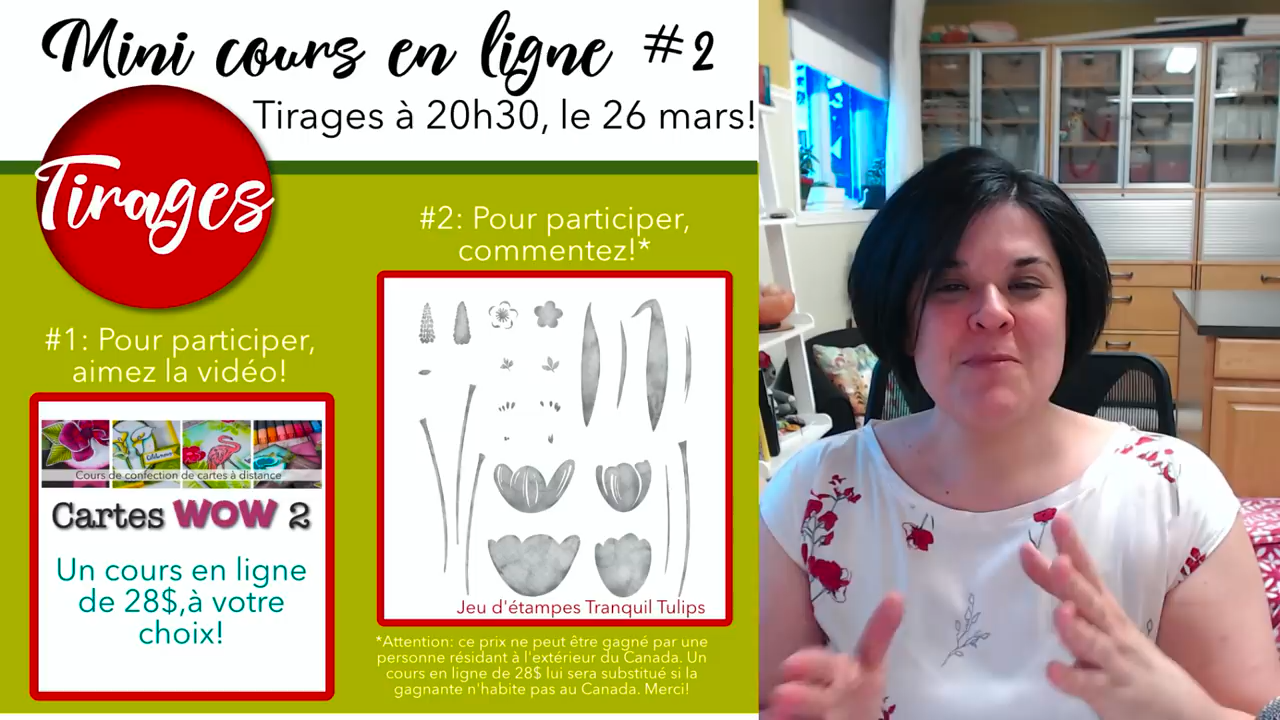 Mini cours en ligne #2
Tirages à 20h30, le 26 mars!
Tirages
#1: Pour participer,
aimez la vidéo!
Cours de confection de cartes à distance
Cartes WOW 2
Un cours en ligne
de 28$,à votre
choix!
#2: Pour participer,
commentez!*
Jeu d'étampes Tranquil Tulips
*Attention: ce prix ne peut être gagné par une
personne résidant à l'extérieur du Canada. Un
cours en ligne de 28$ lui sera substitué si la
gagnante n'habite pas au Canada. Merci!